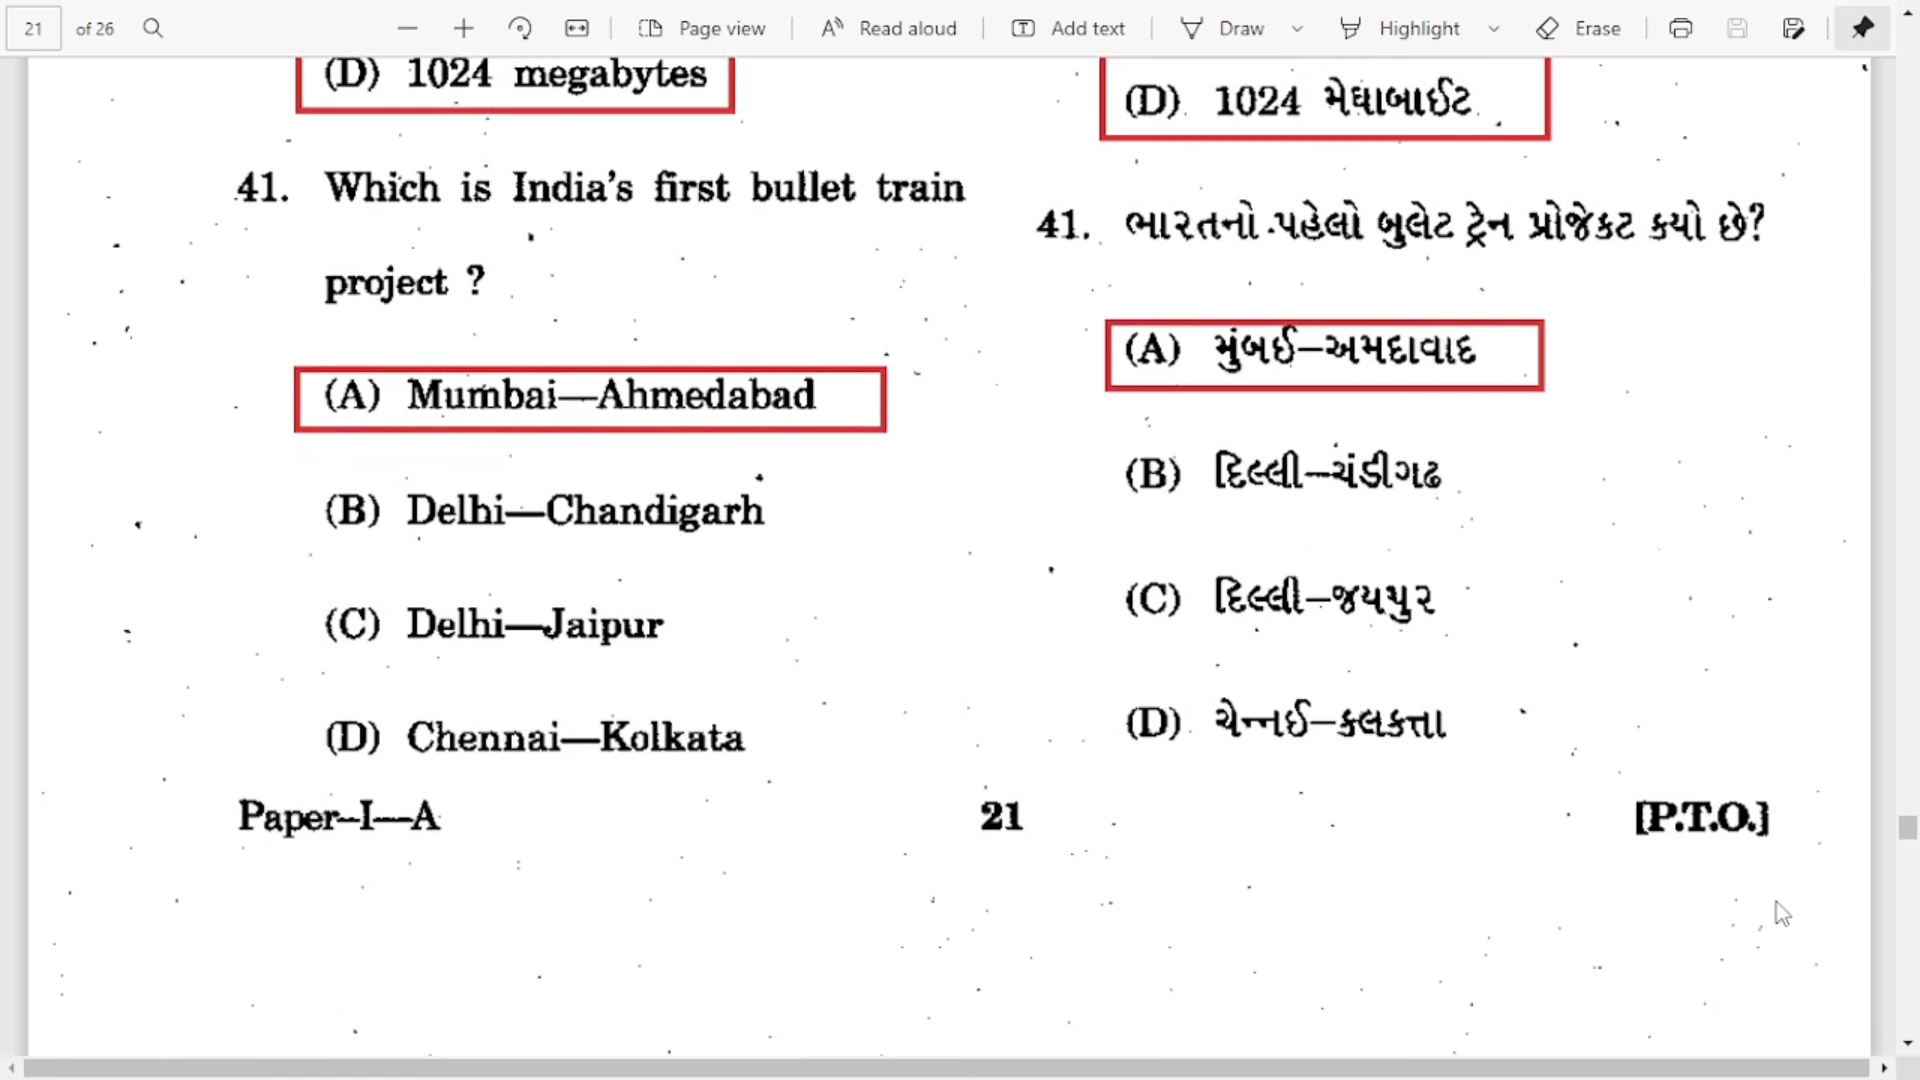 21 of 26 Page view Read aloud Add text Draw Highlight Erase
(D) 1024 megabytes
41. Which is India's first bullet train
project ?
(A) Mumbai—Ahmedabad
(B) Delhi—Chandigarh
(C) Delhi—Jaipur
(D) Chennai—Kolkata
(D) 1024 મેઘાબાઈટ
41. ભારતનો પહેલો બુલેટ ટ્રેન પ્રોજેક્ટ કયો છે?
(A) મુંબઈ–અમદાવાદ
(B) દિલ્લી–ચંડીગઢ
(C) દિલ્લી–જયપુર
(D) ચેન્નઈ–કલકત્તા
Paper–I—A 21 [P.T.O.]